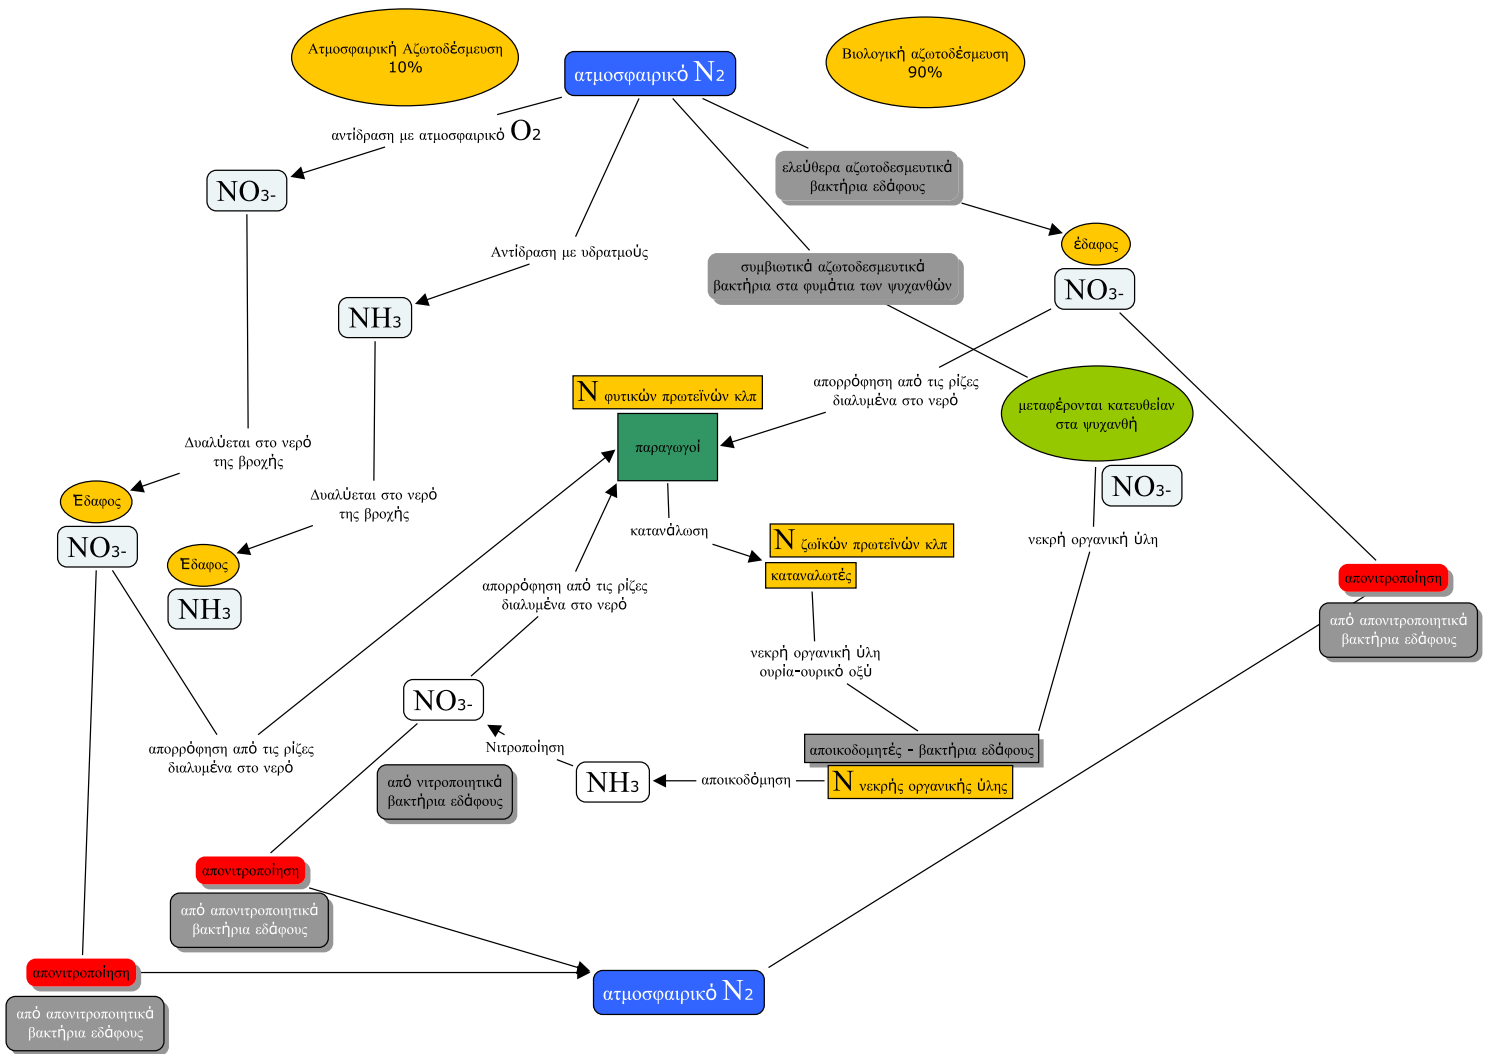 Ατμοσφαιρική Αζωτοδέσμευση
10%
ατμοσφαιρικό N2
Βιολογική αζωτοδέσμευση
90%
αντίδραση με ατμοσφαιρικό O2
ελεύθερα αζωτοδεσμευτικά
βακτήρια εδάφους
NO3-
Αντίδραση με υδρατμούς
έδαφος
NO3-
συμβιωτικά αζωτοδεσμευτικά
βακτήρια στα φυμάτια των ψυχανθών
NH3
N φυτικών πρωτεϊνών κλπ
παραγωγοί
απορρόφηση από τις ρίζες
διαλυμένα στο νερό
μεταφέρονται κατευθείαν
στα ψυχανθή
NO3-
Δυαλύεται στο νερό
της βροχής
Δυαλύεται στο νερό
της βροχής
Έδαφος
NO3-
Έδαφος
NH3
κατανάλωση
N ζωϊκών πρωτεϊνών κλπ
καταναλωτές
νεκρή οργανική ύλη
απορρόφηση από τις ρίζες
διαλυμένα στο νερό
απονιτροποίηση
από απονιτροποιητικά
βακτήρια εδάφους
νεκρή οργανική ύλη
ουρία-ουρικό οξύ
NO3-
Νιτροποίηση
από νιτροποιητικά
βακτήρια εδάφους
NH3
αποικοδόμηση
αποικοδομητές - βακτήρια εδάφους
N νεκρής οργανικής ύλης
απορρόφηση από τις ρίζες
διαλυμένα στο νερό
απονιτροποίηση
από απονιτροποιητικά
βακτήρια εδάφους
απονιτροποίηση
από απονιτροποιητικά
βακτήρια εδάφους
ατμοσφαιρικό N2